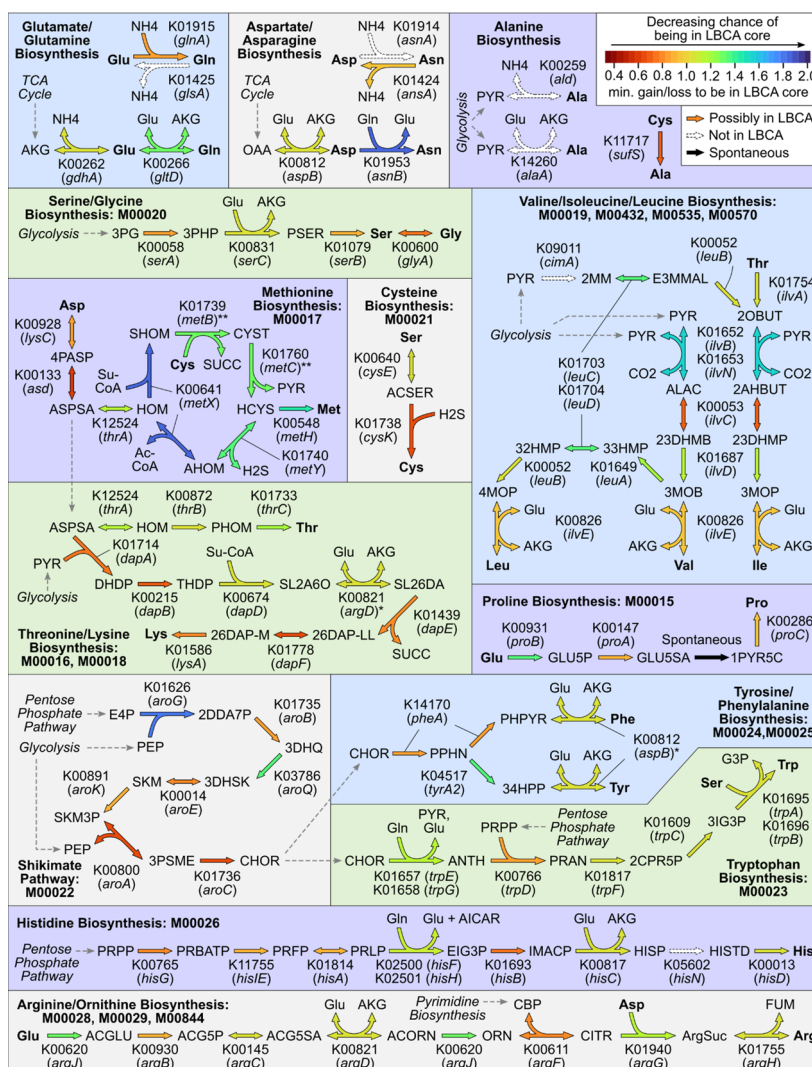 Glutamate/
Glutamine
Biosynthesis
NH4 K01915
(glnA)
Glu Gln
K01425
(glsA)
NH4
TCA
Cycle
NH4
Glu AKG
AKG Glu Gln
K00262
(gdhA)
K00266
(gltD)
Aspartate/
Asparagine
Biosynthesis
NH4 K01914
(asnA)
Asp Asn
K01424
(ansA)
NH4
TCA
Cycle
Glu AKG Gln Glu
OAA Asp Asn
K00812
(aspB)
K01953
(asnB)
Alanine
Biosynthesis
NH4 K00259
(ald)
PYR Ala
Glycolysis
Glu AKG
PYR Ala
K14260
(alaA)
Cys
K11717
(sufS)
Ala
Decreasing chance of
being in LBCA core
0.4 0.6 0.8 1.0 1.2 1.4 1.6 1.8 2.0
min. gain/loss to be in LBCA core
Possibly in LBCA
Not in LBCA
Spontaneous
Serine/Glycine
Biosynthesis: M00020
Glu AKG
Glycolysis 3PG 3PHP PSER Ser Gly
K00058
(serA)
K00831
(serC)
K01079
(serB)
K00600
(glyA)
Valine/Isoleucine/Leucine Biosynthesis:
M00019, M00432, M00535, M00570
K09011
(cimA)
K00052
(leuB)
Thr
K01754
(ilvA)
PYR 2MM E3MMAL
2OBUT
Glycolysis
PYR
PYR K01652 PYR
(ilvB)
K01653
(ilvN)
CO2 CO2
K01703
(leuC)
K01704
(leuD)
ALAC 2AHBUT
K00053
(ilvC)
32HMP 33HMP 23DHMB 23DHMP
K00052
(leuB)
K01649
(leuA)
K01687
(ilvD)
4MOP 3MOB 3MOP
Glu Glu Glu
K00826
(ilvE)
K00826
(ilvE)
AKG AKG AKG
Leu Val Ile
Methionine
Biosynthesis:
M00017
Asp
K00928
(lysC)
4PASP
K00133
(asd)
ASPSA HOM
K12524
(thrA)
K01739
(metB)**
SHOM CYST
Cys SUCC
K01760
(metC)**
PYR
Su-
CoA
K00641
(metX)
HCYS Met
K00548
(metH)
K01740
(metY)
Ac-
CoA
AHOM H2S
Cysteine
Biosynthesis:
M00021
Ser
K00640
(cysE)
ACSER
K01738
(cysK)
H2S
Cys
K12524
(thrA)
K00872
(thrB)
K01733
(thrC)
ASPSA HOM PHOM Thr
K01714
(dapA)
PYR
Glycolysis
Su-CoA Glu AKG
DHDP THDP SL2A6O SL26DA
K00215
(dapB)
K00674
(dapD)
K00821
(argD)*
K01439
(dapE)
Lys 26DAP-M 26DAP-LL
K01586
(lysA)
K01778
(dapF)
SUCC
Threonine/Lysine
Biosynthesis:
M00016, M00018
Proline Biosynthesis: M00015
Pro
K00931
(proB)
K00147
(proA)
Spontaneous
K00286
(proC)
Glu GLU5P GLU5SA 1PYR5C
Pentose
Phosphate
Pathway
K01626
(aroG)
K01735
(aroB)
E4P 2DDA7P
Glycolysis PEP
3DHQ
K03786
(aroQ)
K00891
(aroK)
SKM 3DHSK
K00014
(aroE)
SKM3P
PEP
K00800
(aroA)
3PSME CHOR
K01736
(aroC)
Shikimate
Pathway:
M00022
Tyrosine/
Phenylalanine
Biosynthesis:
M00024,M00025
K14170
(pheA)
Glu AKG
PHPYR Phe
CHOR PPHN
K00812
(aspB)*
K04517
(tyrA2)
Glu AKG
34HPP Tyr
G3P Trp
Ser
K01695
(trpA)
K01696
(trpB)
PYR,
Gln Glu
PRPP
Pentose
Phosphate
Pathway
K01609
(trpC)
3IG3P
CHOR ANTH PRAN 2CPR5P
K01657 (trpE)
K01658 (trpG)
K00766
(trpD)
K01817
(trpF)
Tryptophan
Biosynthesis:
M00023
Histidine Biosynthesis: M00026
Gln Glu + AICAR Glu AKG
Pentose
Phosphate
Pathway
PRPP PRBATP PRFP PRLP EIG3P IMACP HISP HISTD His
K00765
(hisG)
K11755
(hisIE)
K01814
(hisA)
K02500 (hisF)
K02501 (hisH)
K01693
(hisB)
K00817
(hisC)
K05602
(hisN)
K00013
(hisD)
Arginine/Ornithine Biosynthesis:
M00028, M00029, M00844
Glu AKG
Pyrimidine
Biosynthesis
CBP Asp FUM
Glu ACGLU ACG5P ACG5SA ACORN ORN CITR ArgSuc Arg
K00620
(argJ)
K00930
(argB)
K00145
(argC)
K00821
(argD)
K00620
(argJ)
K00611
(argF)
K01940
(argG)
K01755
(argH)